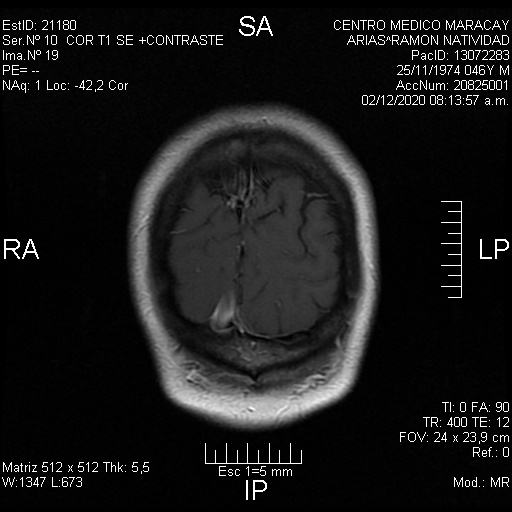 EstID: 21180
Ser.Nº 10 COR T1 SE +CONTRASTE
Ima.Nº 19
PE= --
NAq: 1 Loc: -42,2 Cor
SA
CENTRO MEDICO MARACAY
ARIAS^RAMON NATIVIDAD
PacID: 13072283
25/11/1974 046Y M
AccNum: 20825001
02/12/2020 08:13:57 a.m.
RA
LP
TI: 0 FA: 90
TR: 400 TE: 12
FOV: 24 x 23,9 cm
Ref.: 0
Mod.: MR
Matriz 512 x 512 Thk: 5,5
W:1347 L:673
Esc 1=5 mm
IP